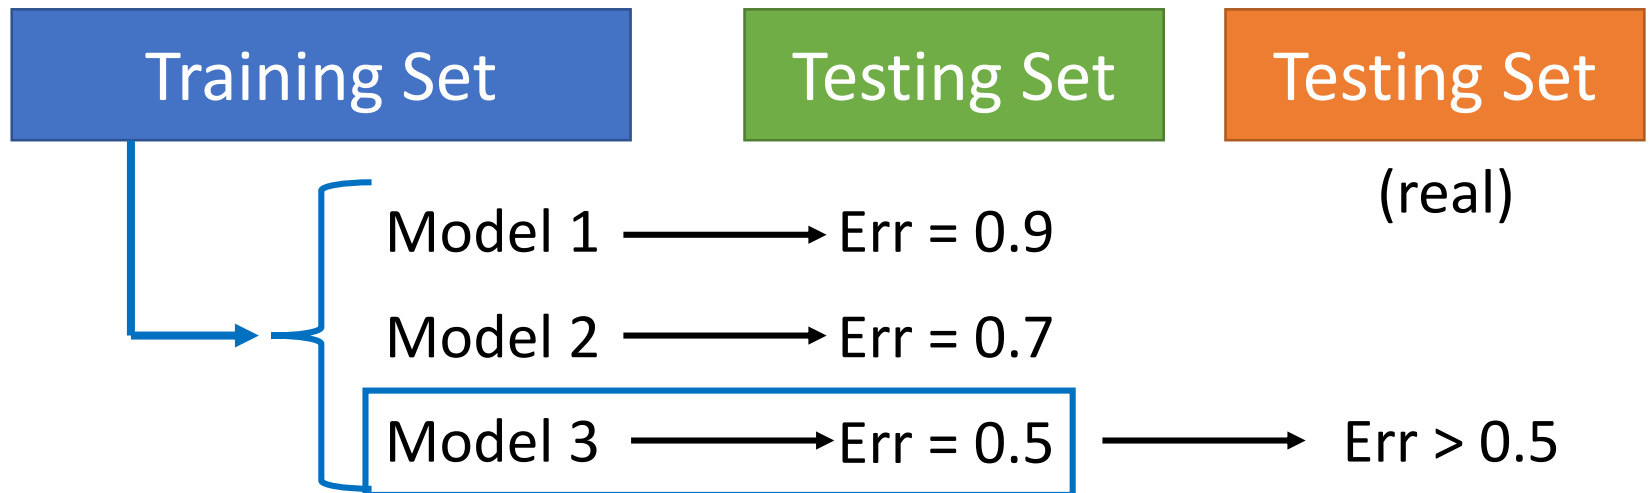 Training Set
Testing Set
Testing Set
(real)
Model 1
Err = 0.9
Model 2
Err = 0.7
Model 3
Err = 0.5
Err > 0.5